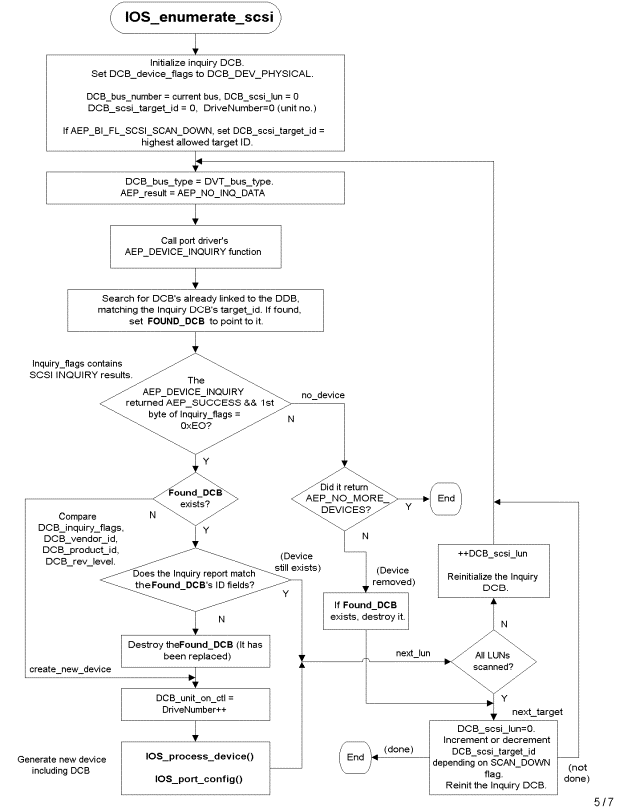 IOS_enumerate_scsi
Initialize inquiry DCB.
Set DCB_device_flags to DCB_DEV_PHYSICAL.
DCB_bus_number = current bus, DCB_scsi_lun = 0
DCB_scsi_target_id = 0, DriveNumber=0 (unit no.)
If AEP_BI_FL_SCSI_SCAN_DOWN, set DCB_scsi_target_id =
highest allowed target ID.
DCB_bus_type = DVT_bus_type.
AEP_result = AEP_NO_INQ_DATA
Call port driver's
AEP_DEVICE_INQUIRY function
Search for DCB's already linked to the DDB,
matching the Inquiry DCB's target_id. If found,
set FOUND_DCB to point to it.
Inquiry_flags contains
SCSI INQUIRY results.
The
AEP_DEVICE_INQUIRY
returned AEP_SUCCESS && 1st
byte of Inquiry_flags =
0xEO?
no_device
N
Y
Did it return
AEP_NO_MORE_
DEVICES?
Y
End
N
Found_DCB
exists?
N
Y
Compare
DCB_inquiry_flags,
DCB_vendor_id,
DCB_product_id,
DCB_rev_level.
Does the Inquiry report match
the Found_DCB's ID fields?
(Device
still exists)
Y
N
(Device
removed)
If Found_DCB
exists, destroy it.
++DCB_scsi_lun
Reinitialize the Inquiry
DCB.
N
Destroy the Found_DCB (It has
been replaced)
next_lun
All LUNs
scanned?
Y
create_new_device
DCB_unit_on_ctl =
DriveNumber++
next_target
DCB_scsi_lun=0.
Increment or decrement
DCB_scsi_target_id
depending on SCAN_DOWN
flag.
Reinit the Inquiry DCB.
(done)
End
(not
done)
Generate new device
including DCB
IOS_process_device()
IOS_port_config()
5 / 7